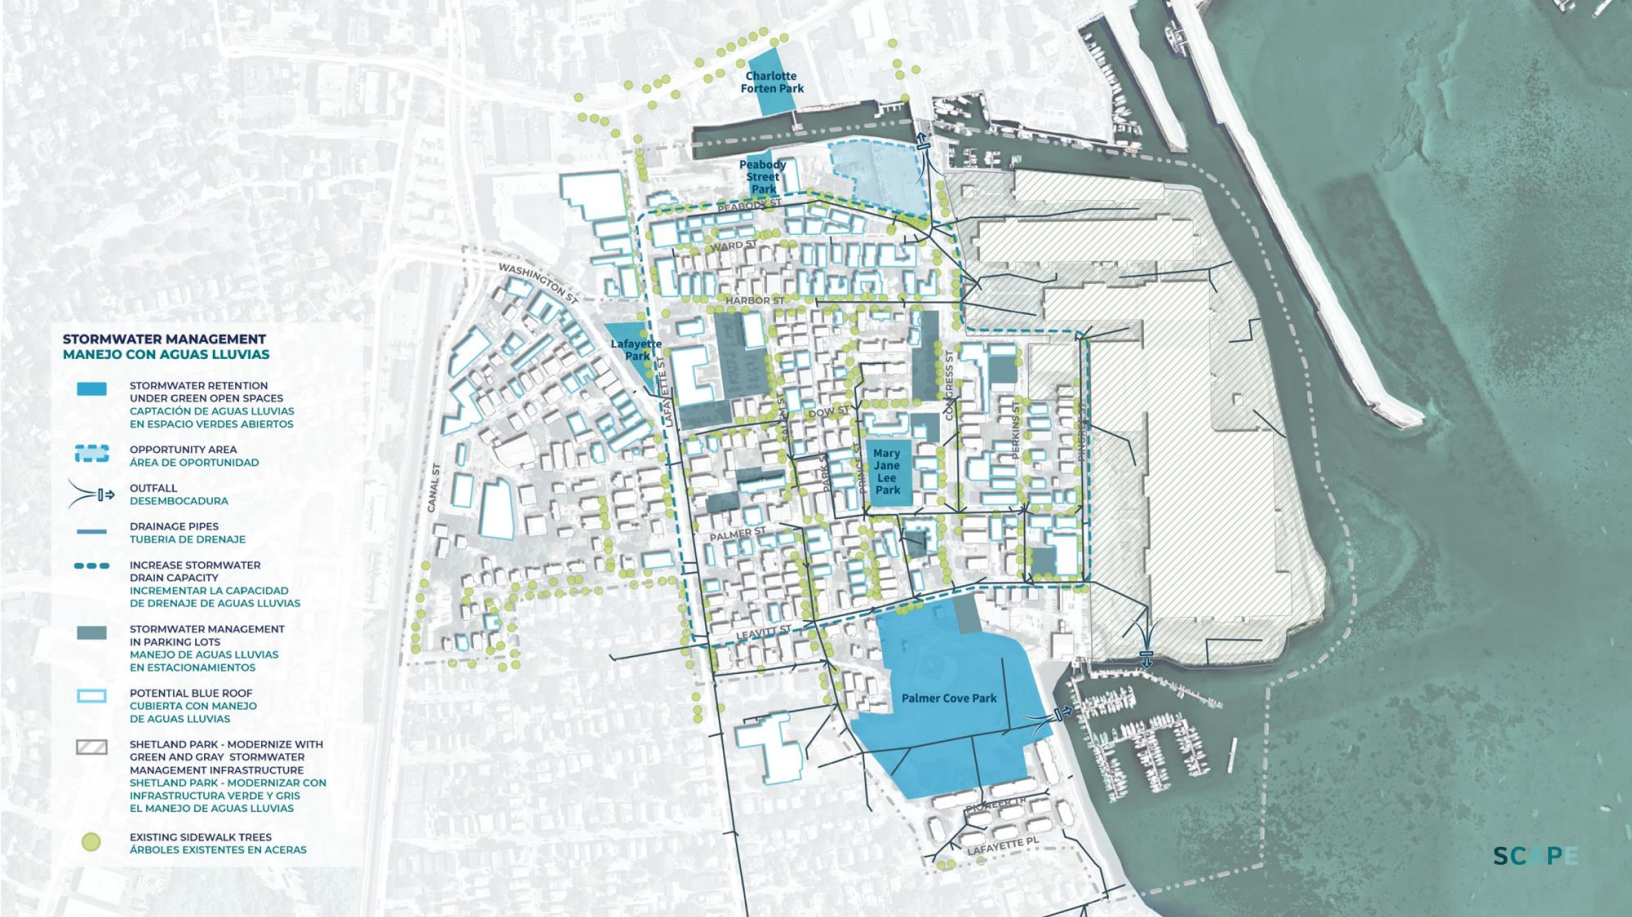 STORMWATER MANAGEMENT
MANEJO CON AGUAS LLUVIAS
STORMWATER RETENTION
UNDER GREEN OPEN SPACES
CAPTACIÓN DE AGUAS LLUVIAS
EN ESPACIO VERDES ABIERTOS
OPPORTUNITY AREA
ÁREA DE OPORTUNIDAD
OUTFALL
DESEMBOCADURA
DRAINAGE PIPES
TUBERIA DE DRENAJE
INCREASE STORMWATER
DRAIN CAPACITY
INCREMENTAR LA CAPACIDAD
DE DRENAJE DE AGUAS LLUVIAS
STORMWATER MANAGEMENT
IN PARKING LOTS
MANEJO DE AGUAS LLUVIAS
EN ESTACIONAMIENTOS
POTENTIAL BLUE ROOF
CUBIERTA CON MANEJO
DE AGUAS LLUVIAS
SHETLAND PARK - MODERNIZE WITH
GREEN AND GRAY STORMWATER
MANAGEMENT INFRASTRUCTURE
SHETLAND PARK - MODERNIZAR CON
INFRAESTRUCTURA VERDE Y GRIS
EL MANEJO DE AGUAS LLUVIAS
EXISTING SIDEWALK TREES
ÁRBOLES EXISTENTES EN ACERAS
Charlotte
Forten Park
Peabody
Street
Park
PEABODY ST
WARD ST
WASHINGTON ST
HARBOR ST
Lafayette
Park
LAFAYETTE ST
CONGRESS ST
DOW ST
PERKINS ST
PARK ST
PRINCE ST
Mary
Jane
Lee
Park
CANAL ST
PALMER ST
LEAVITT ST
Palmer Cove Park
PIONEER TR
LAFAYETTE PL
SCAPE